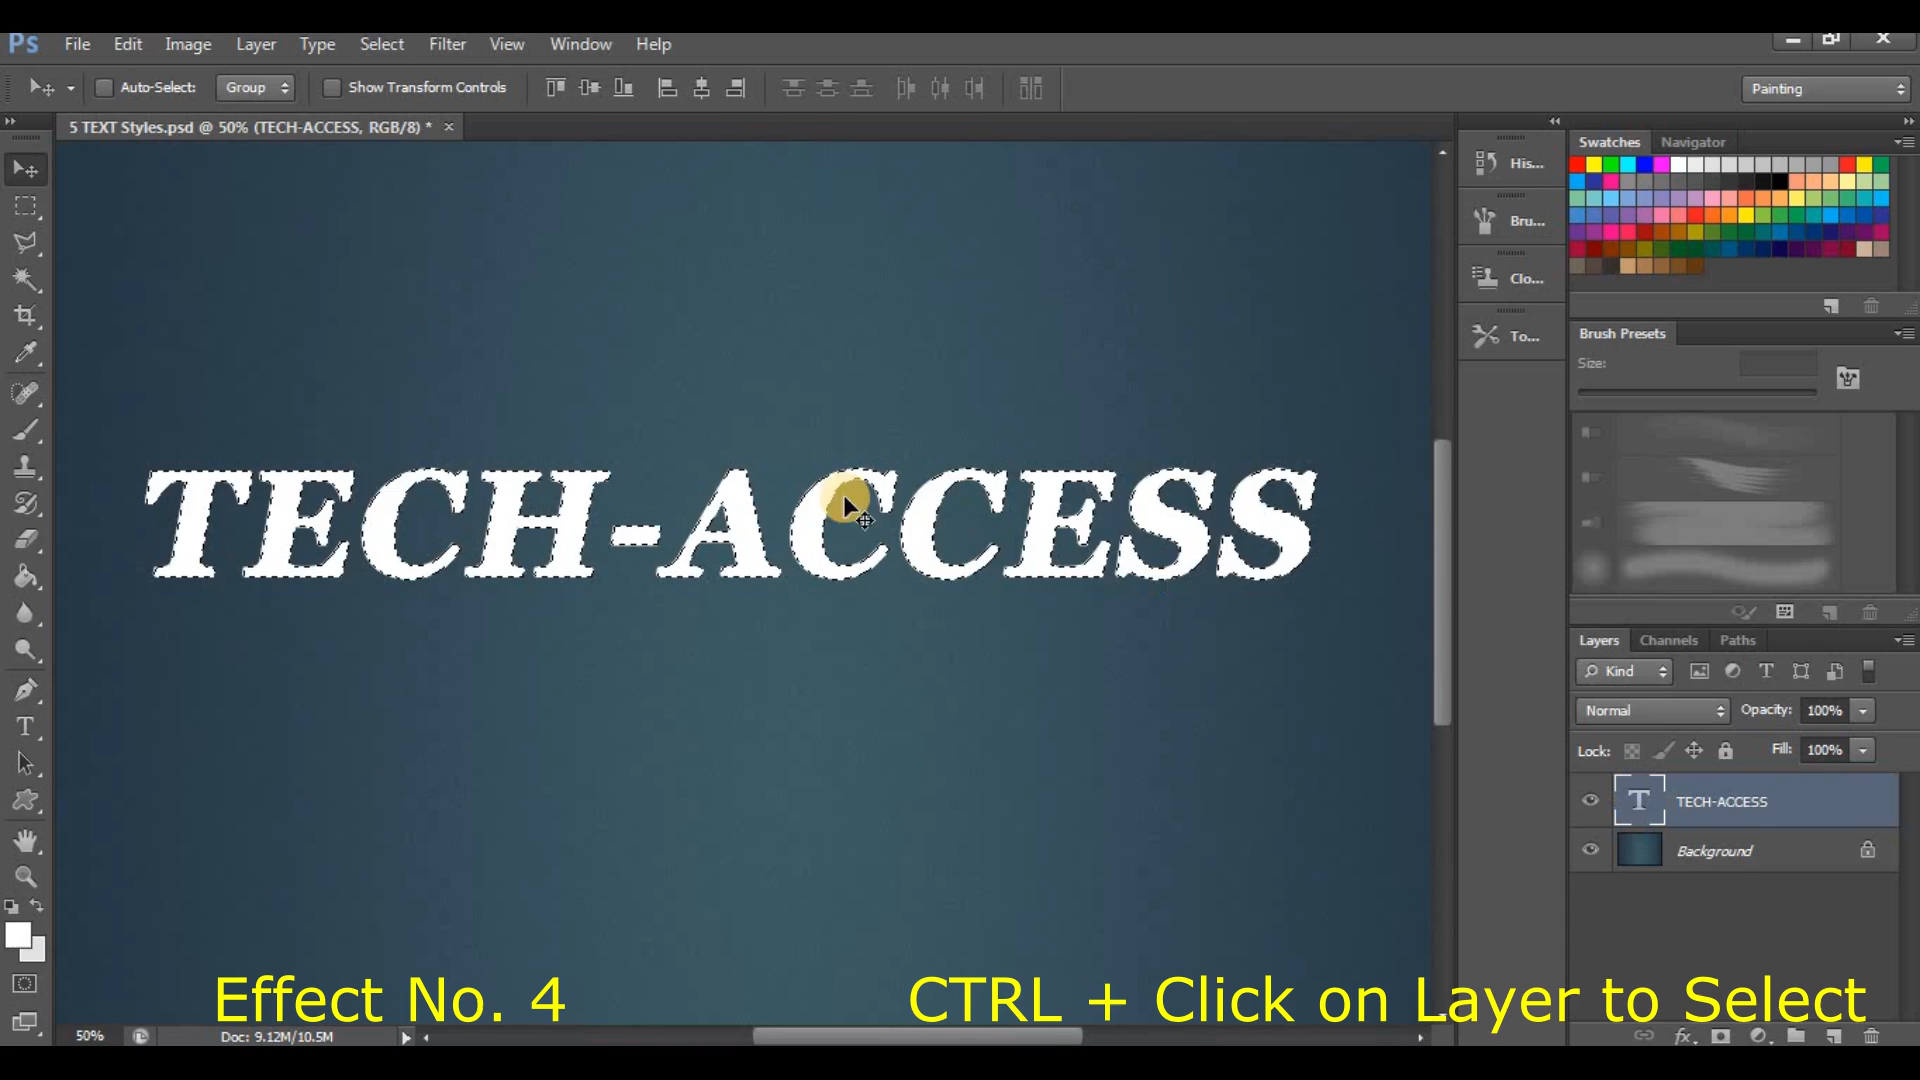 Ps File Edit Image Layer Type Select Filter View Window Help
Auto-Select: Group Show Transform Controls Painting
5 TEXT Styles.psd @ 50% (TECH-ACCESS, RGB/8) * ×
His...
Bru...
Clo...
To...
Swatches Navigator
Brush Presets
Size:
TECH-ACCESS
Layers Channels Paths
Kind
Normal Opacity: 100%
Lock: Fill: 100%
T TECH-ACCESS
Background
Effect No. 4 CTRL + Click on Layer to Select
50% Doc: 9.12M/10.5M
fx